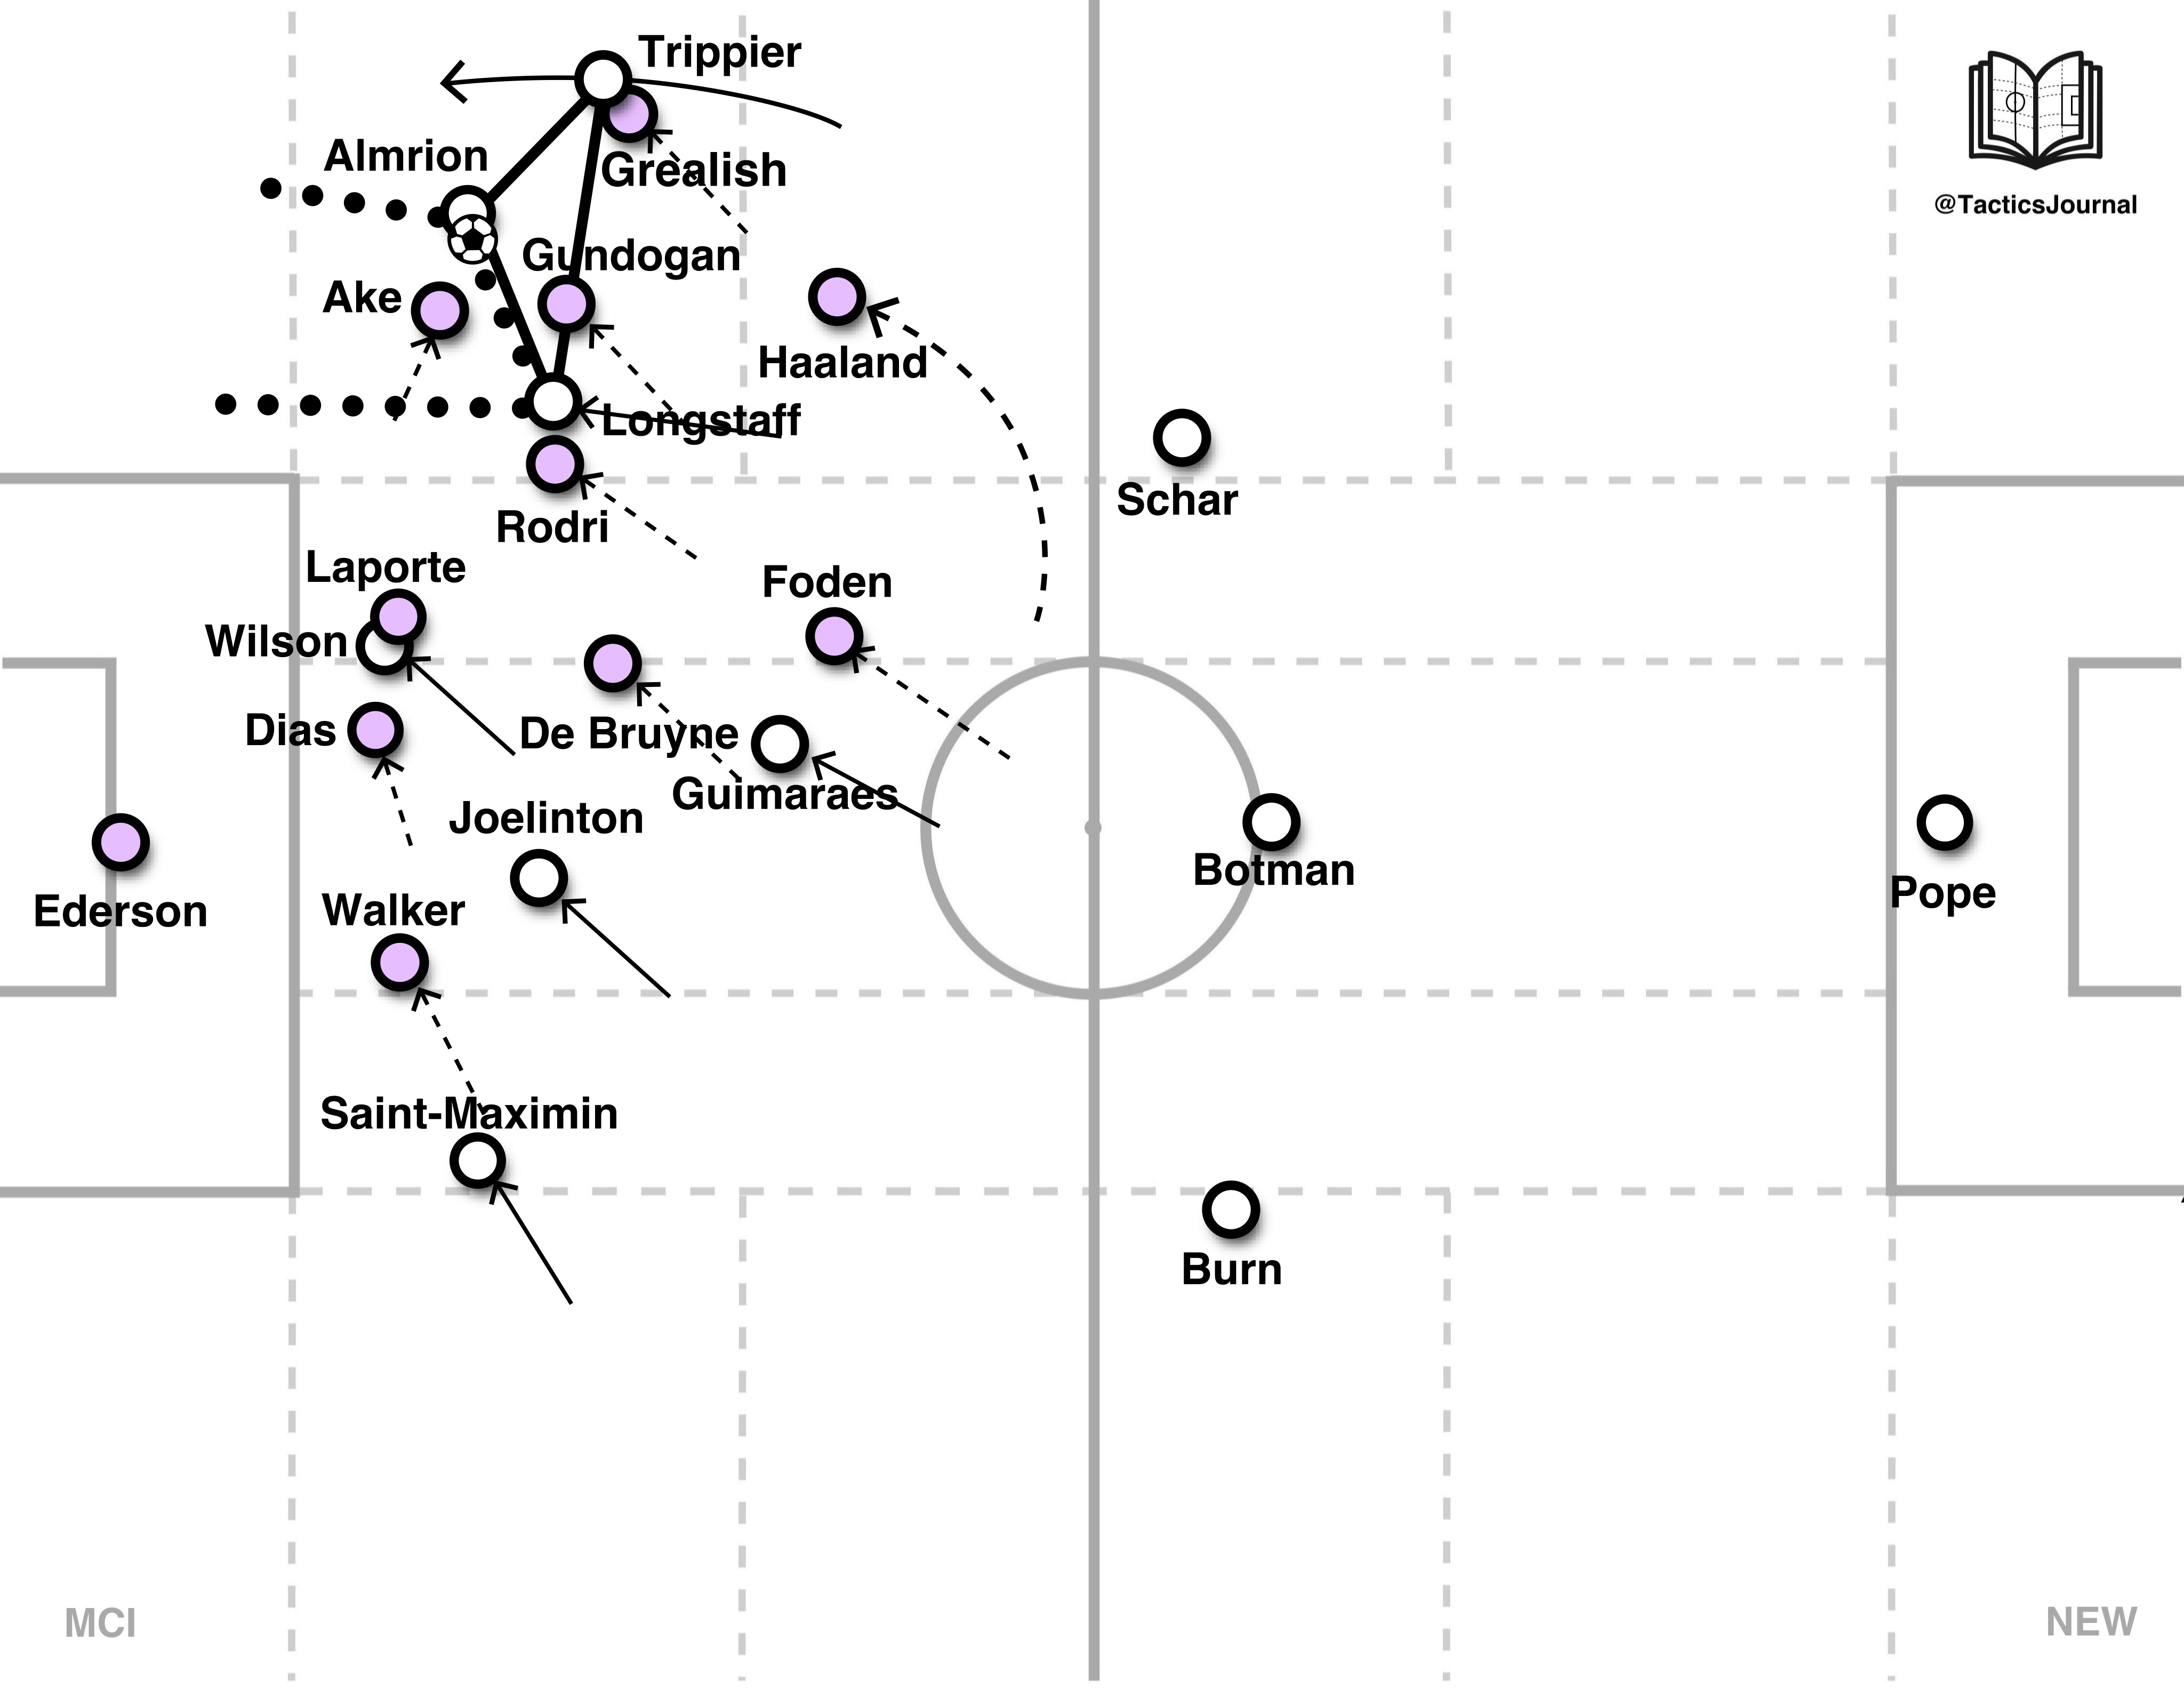 Trippier
Almrion
Grealish
@TacticsJournal
Gundogan
Ake
Haaland
Longstaff
Schar
Rodri
Laporte
Foden
Wilson
Dias
De Bruyne
Guimaraes
Joelinton
Botman
Pope
Ederson
Walker
Saint-Maximin
Burn
MCI
NEW